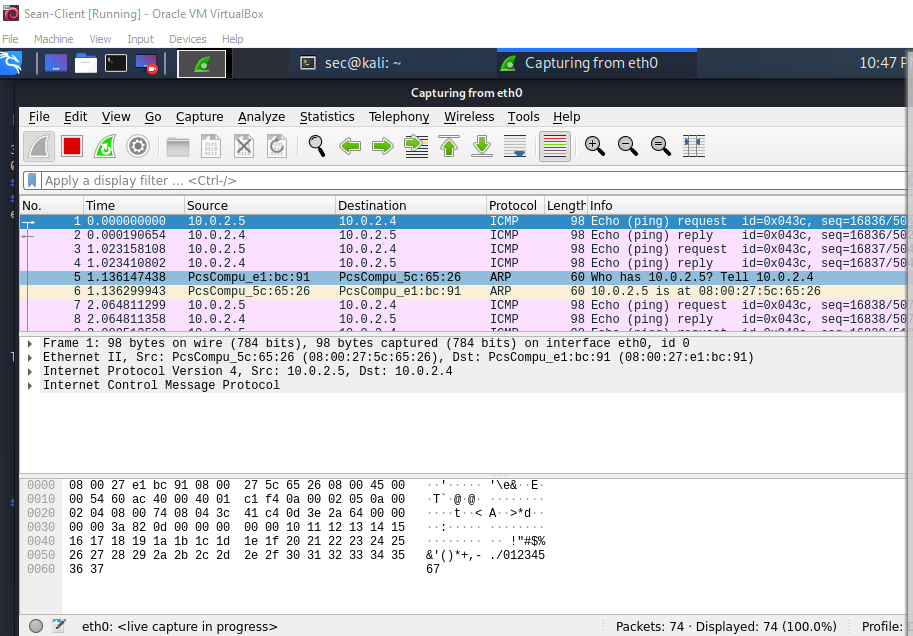 Sean-Client [Running] - Oracle VM VirtualBox
File Machine View Input Devices Help
sec@kali: ~ Capturing from eth0 10:47 P
Capturing from eth0
File Edit View Go Capture Analyze Statistics Telephony Wireless Tools Help
Apply a display filter ... <Ctrl-/>
No. Time Source Destination Protocol Length Info
1 0.000000000 10.0.2.5 10.0.2.4 ICMP 98 Echo (ping) request id=0x043c, seq=16836/50
2 0.000190654 10.0.2.4 10.0.2.5 ICMP 98 Echo (ping) reply id=0x043c, seq=16836/50
3 1.023158108 10.0.2.5 10.0.2.4 ICMP 98 Echo (ping) request id=0x043c, seq=16837/504
4 1.023410802 10.0.2.4 10.0.2.5 ICMP 98 Echo (ping) reply id=0x043c, seq=16837/504
5 1.136147438 PcsCompu_e1:bc:91 PcsCompu_5c:65:26 ARP 60 Who has 10.0.2.5? Tell 10.0.2.4
6 1.136299943 PcsCompu_5c:65:26 PcsCompu_e1:bc:91 ARP 60 10.0.2.5 is at 08:00:27:5c:65:26
7 2.064811299 10.0.2.5 10.0.2.4 ICMP 98 Echo (ping) request id=0x043c, seq=16838/507
8 2.064811358 10.0.2.4 10.0.2.5 ICMP 98 Echo (ping) reply id=0x043c, seq=16838/507
Frame 1: 98 bytes on wire (784 bits), 98 bytes captured (784 bits) on interface eth0, id 0
Ethernet II, Src: PcsCompu_5c:65:26 (08:00:27:5c:65:26), Dst: PcsCompu_e1:bc:91 (08:00:27:e1:bc:91)
Internet Protocol Version 4, Src: 10.0.2.5, Dst: 10.0.2.4
Internet Control Message Protocol
0000 08 00 27 e1 bc 91 08 00 27 5c 65 26 08 00 45 00 ··'····· '\e&··E·
0010 00 54 60 ac 40 00 40 01 c1 f4 0a 00 02 05 0a 00 ·T`·@·@· ········
0020 02 04 08 00 74 08 04 3c 41 c4 0d 3e 2a 64 00 00 ····t··< A··>*d··
0030 00 00 3a 82 0d 00 00 00 00 00 10 11 12 13 14 15 ··:····· ········
0040 16 17 18 19 1a 1b 1c 1d 1e 1f 20 21 22 23 24 25 ········ ·· !"#$%
0050 26 27 28 29 2a 2b 2c 2d 2e 2f 30 31 32 33 34 35 &'()*+,- ./012345
0060 36 37 67
eth0: <live capture in progress> Packets: 74 · Displayed: 74 (100.0%) Profile: